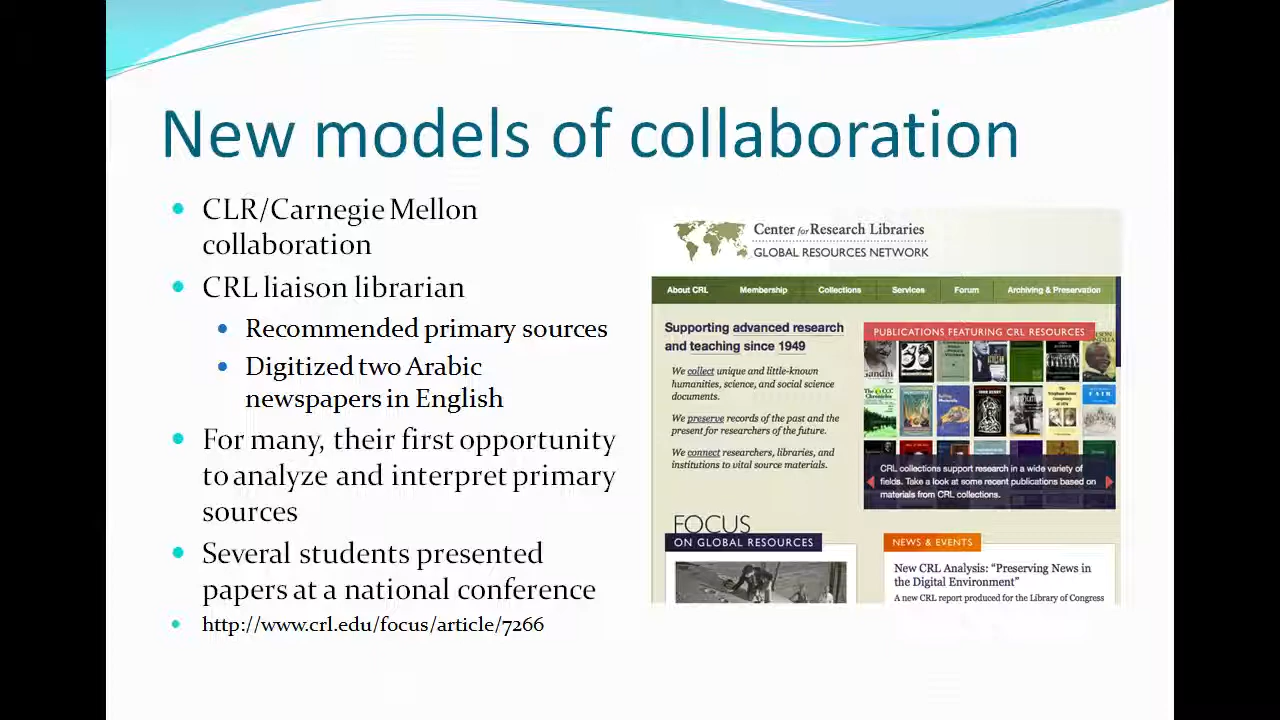 New models of collaboration
CLR/Carnegie Mellon
collaboration
CRL liaison librarian
Recommended primary sources
Digitized two Arabic
newspapers in English
For many, their first opportunity
to analyze and interpret primary
sources
Several students presented
papers at a national conference
http://www.crl.edu/focus/article/7266
Center for Research Libraries
GLOBAL RESOURCES NETWORK
About CRL Membership Collections Services Forum Archiving & Preservation
Supporting advanced research
and teaching since 1949
We collect unique and little-known
humanities, science, and social science
documents.
We preserve records of the past and the
present for researchers of the future.
We connect researchers, libraries, and
institutions to vital source materials.
PUBLICATIONS FEATURING CRL RESOURCES
Gandhi
CRL collections support research in a wide variety of
fields. Take a look at some recent publications based on
materials from CRL collections.
FOCUS
ON GLOBAL RESOURCES
NEWS & EVENTS
New CRL Analysis: “Preserving News in
the Digital Environment”
A new CRL report produced for the Library of Congress